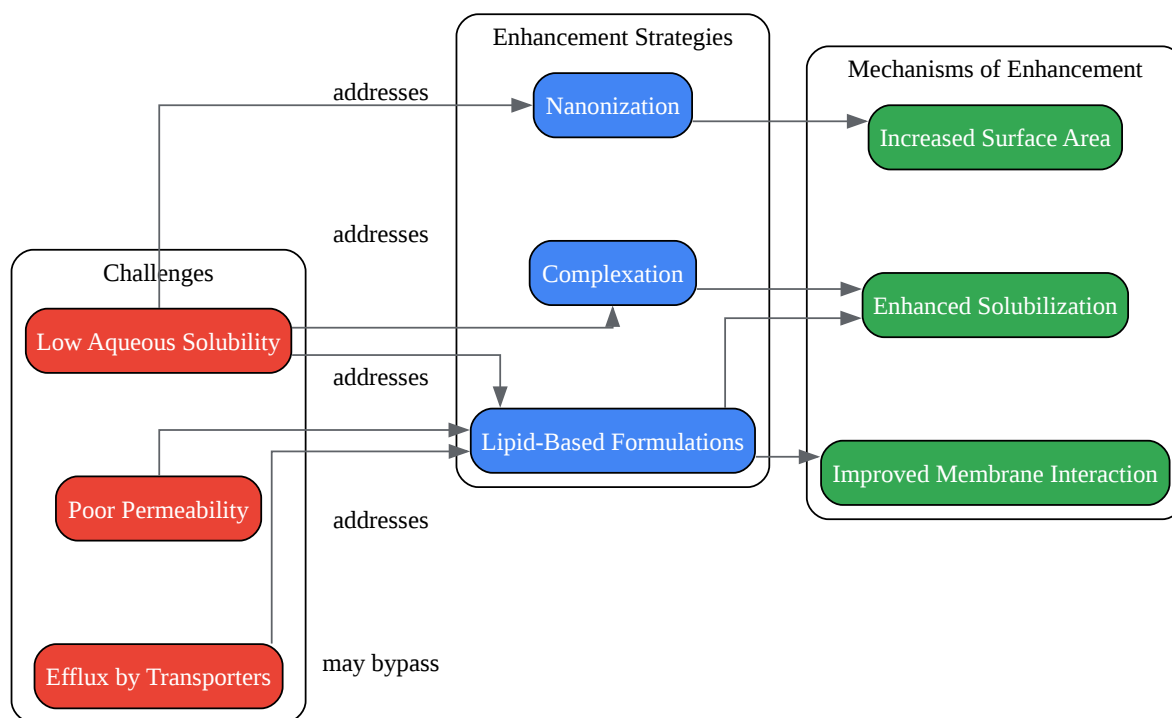 Enhancement Strategies
Mechanisms of Enhancement
addresses
Nanonization
Increased Surface Area
addresses
Challenges
Complexation
Enhanced Solubilization
Low Aqueous Solubility
addresses
Lipid-Based Formulations
Improved Membrane Interaction
Poor Permeability
addresses
Efflux by Transporters
may bypass